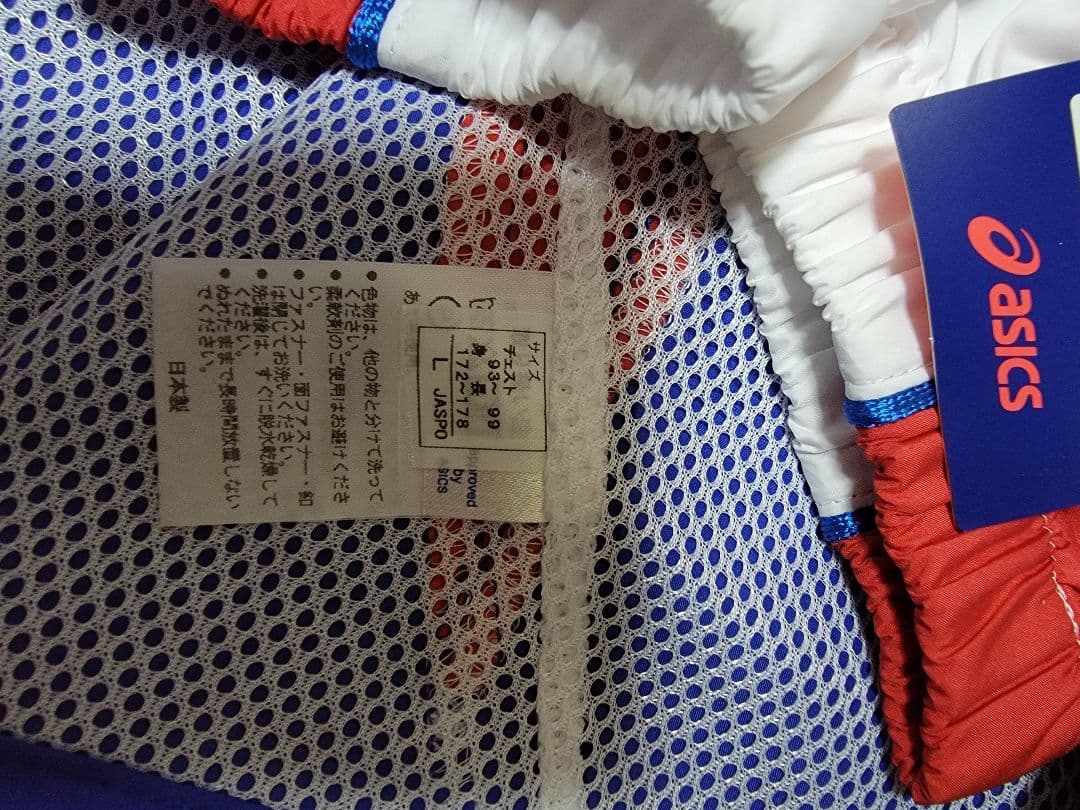 サイズ
チェスト
93~ 99
身 長
172~178
L JASPO
あ
● 色物は、他の物と分けて洗って
ください。
● 柔軟剤のご使用はお避けくださ
い。
● ファスナー・面ファスナー・釦
は閉じてお洗いください。
● 洗濯後は、すぐに脱水乾燥して
ください。
● ぬれたままで長時間放置しない
でください。
日本製
by
asics